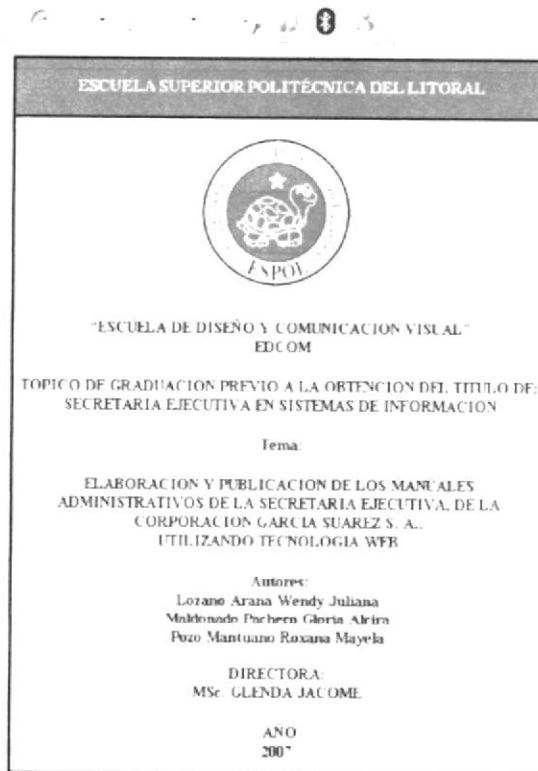 ESCUELA SUPERIOR POLITÉCNICA DEL LITORAL
ESPOL
"ESCUELA DE DISEÑO Y COMUNICACION VISUAL"
EDCOM
TOPICO DE GRADUACION PREVIO A LA OBTENCION DEL TITULO DE:
SECRETARIA EJECUTIVA EN SISTEMAS DE INFORMACION
Tema:
ELABORACION Y PUBLICACION DE LOS MANUALES
ADMINISTRATIVOS DE LA SECRETARIA EJECUTIVA, DE LA
CORPORACION GARCIA SUAREZ S. A.,
UTILIZANDO TECNOLOGIA WEB
Autores:
Lozano Arana Wendy Juliana
Maldonado Pacheco Gloria Alcira
Pozo Mantuano Roxana Mayela
DIRECTORA:
MSc. GLENDA JACOME
AÑO
2007